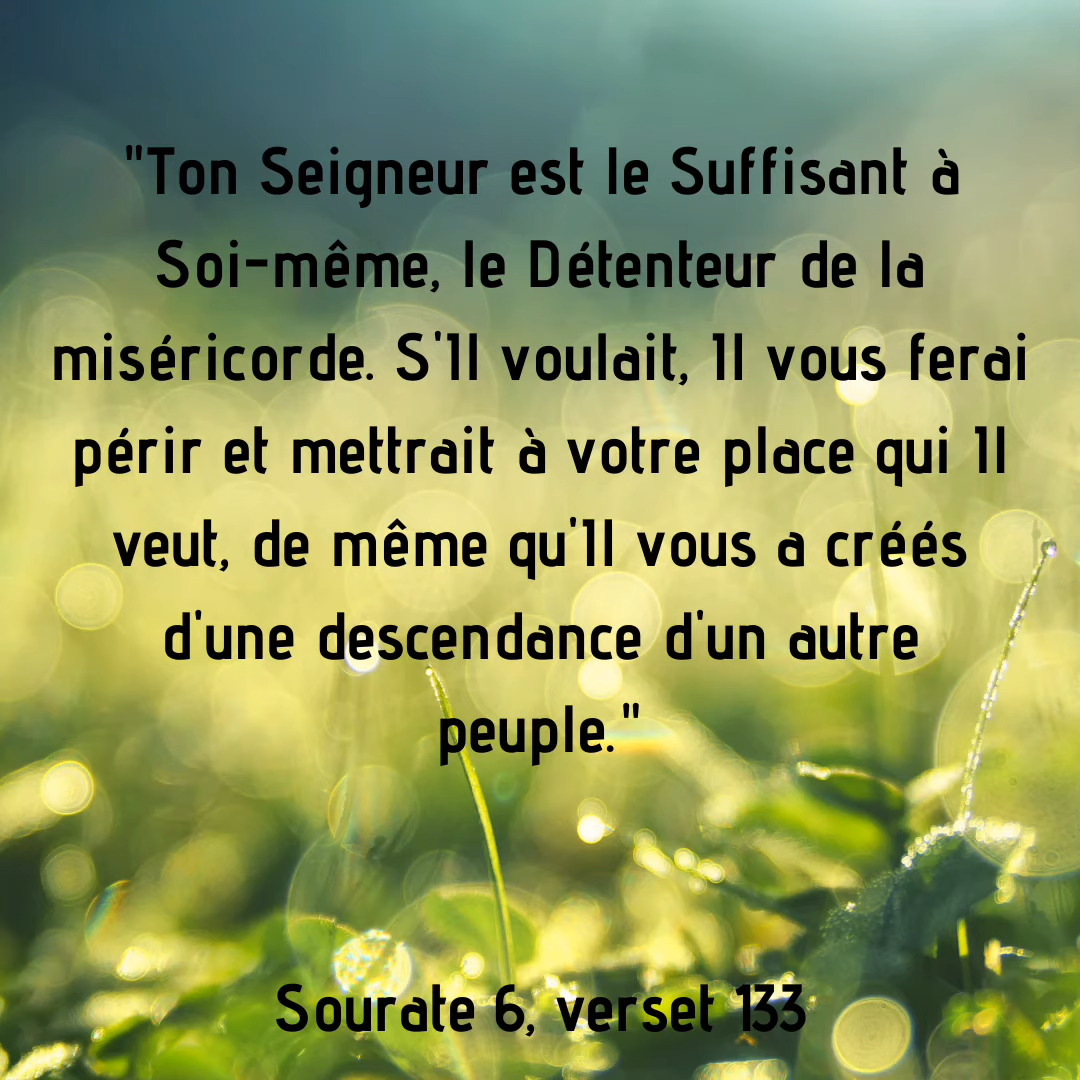 "Ton Seigneur est le Suffisant à
Soi-même, le Détenteur de la
miséricorde. S'Il voulait, Il vous ferai
périr et mettrait à votre place qui Il
veut, de même qu'Il vous a créés
d'une descendance d'un autre
peuple."
Sourate 6, verset 133